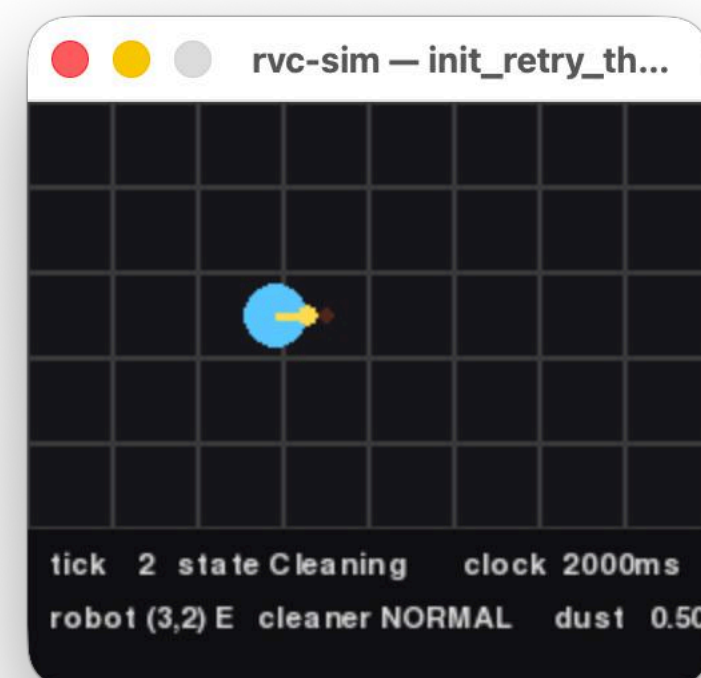 rvc-sim — init_retry_th...
tick 2 state Cleaning clock 2000ms
robot (3,2) E cleaner NORMAL dust 0.50